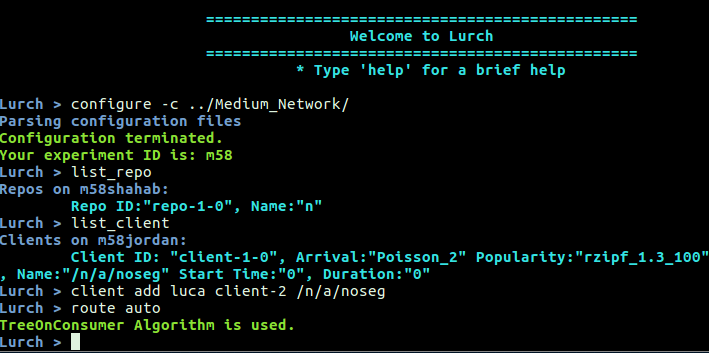 ================================================
Welcome to Lurch
================================================
* Type 'help' for a brief help
Lurch > configure -c ../Medium_Network/
Parsing configuration files
Configuration terminated.
Your experiment ID is: m58
Lurch > list_repo
Repos on m58shahab:
Repo ID:"repo-1-0", Name:"n"
Lurch > list_client
Clients on m58jordan:
Client ID: "client-1-0", Arrival:"Poisson_2" Popularity:"rzipf_1.3_100"
, Name:"/n/a/noseg" Start Time:"0", Duration:"0"
Lurch > client add luca client-2 /n/a/noseg
Lurch > route auto
TreeOnConsumer Algorithm is used.
Lurch >